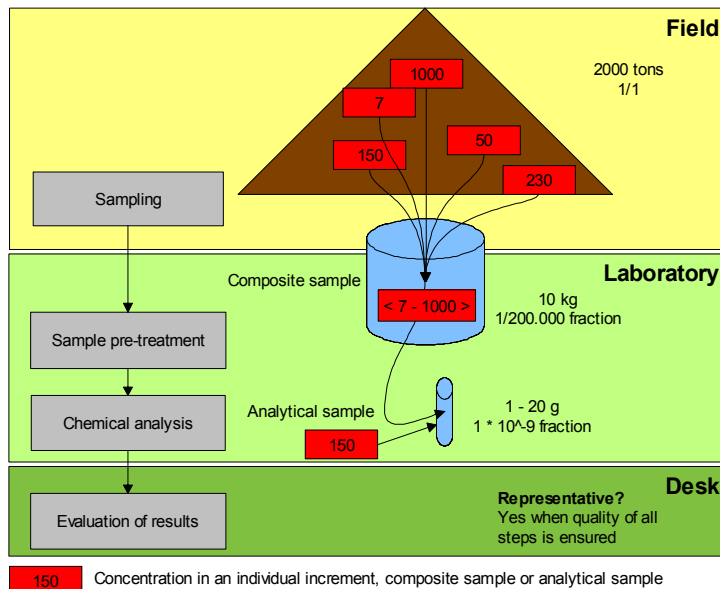 Field
2000 tons
1/1
1000
7
50
150
230
Sampling
Laboratory
Composite sample
< 7 - 1000 >
10 kg
1/200.000 fraction
Sample pre-treatment
Chemical analysis
Analytical sample
1 - 20 g
1 * 10^-9 fraction
150
Desk
Evaluation of results
Representative?
Yes when quality of all
steps is ensured
150 Concentration in an individual increment, composite sample or analytical sample